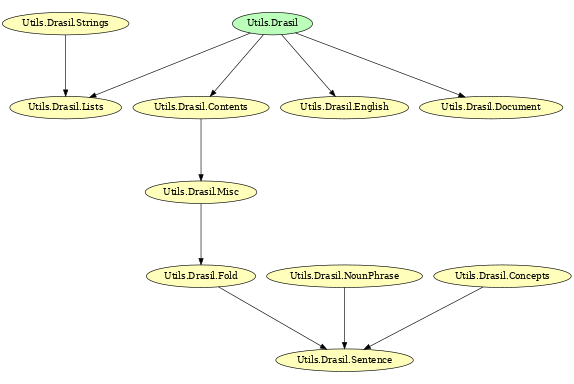 Utils.Drasil.Strings
Utils.Drasil
Utils.Drasil.Lists
Utils.Drasil.Contents
Utils.Drasil.English
Utils.Drasil.Document
Utils.Drasil.Misc
Utils.Drasil.Fold
Utils.Drasil.NounPhrase
Utils.Drasil.Concepts
Utils.Drasil.Sentence